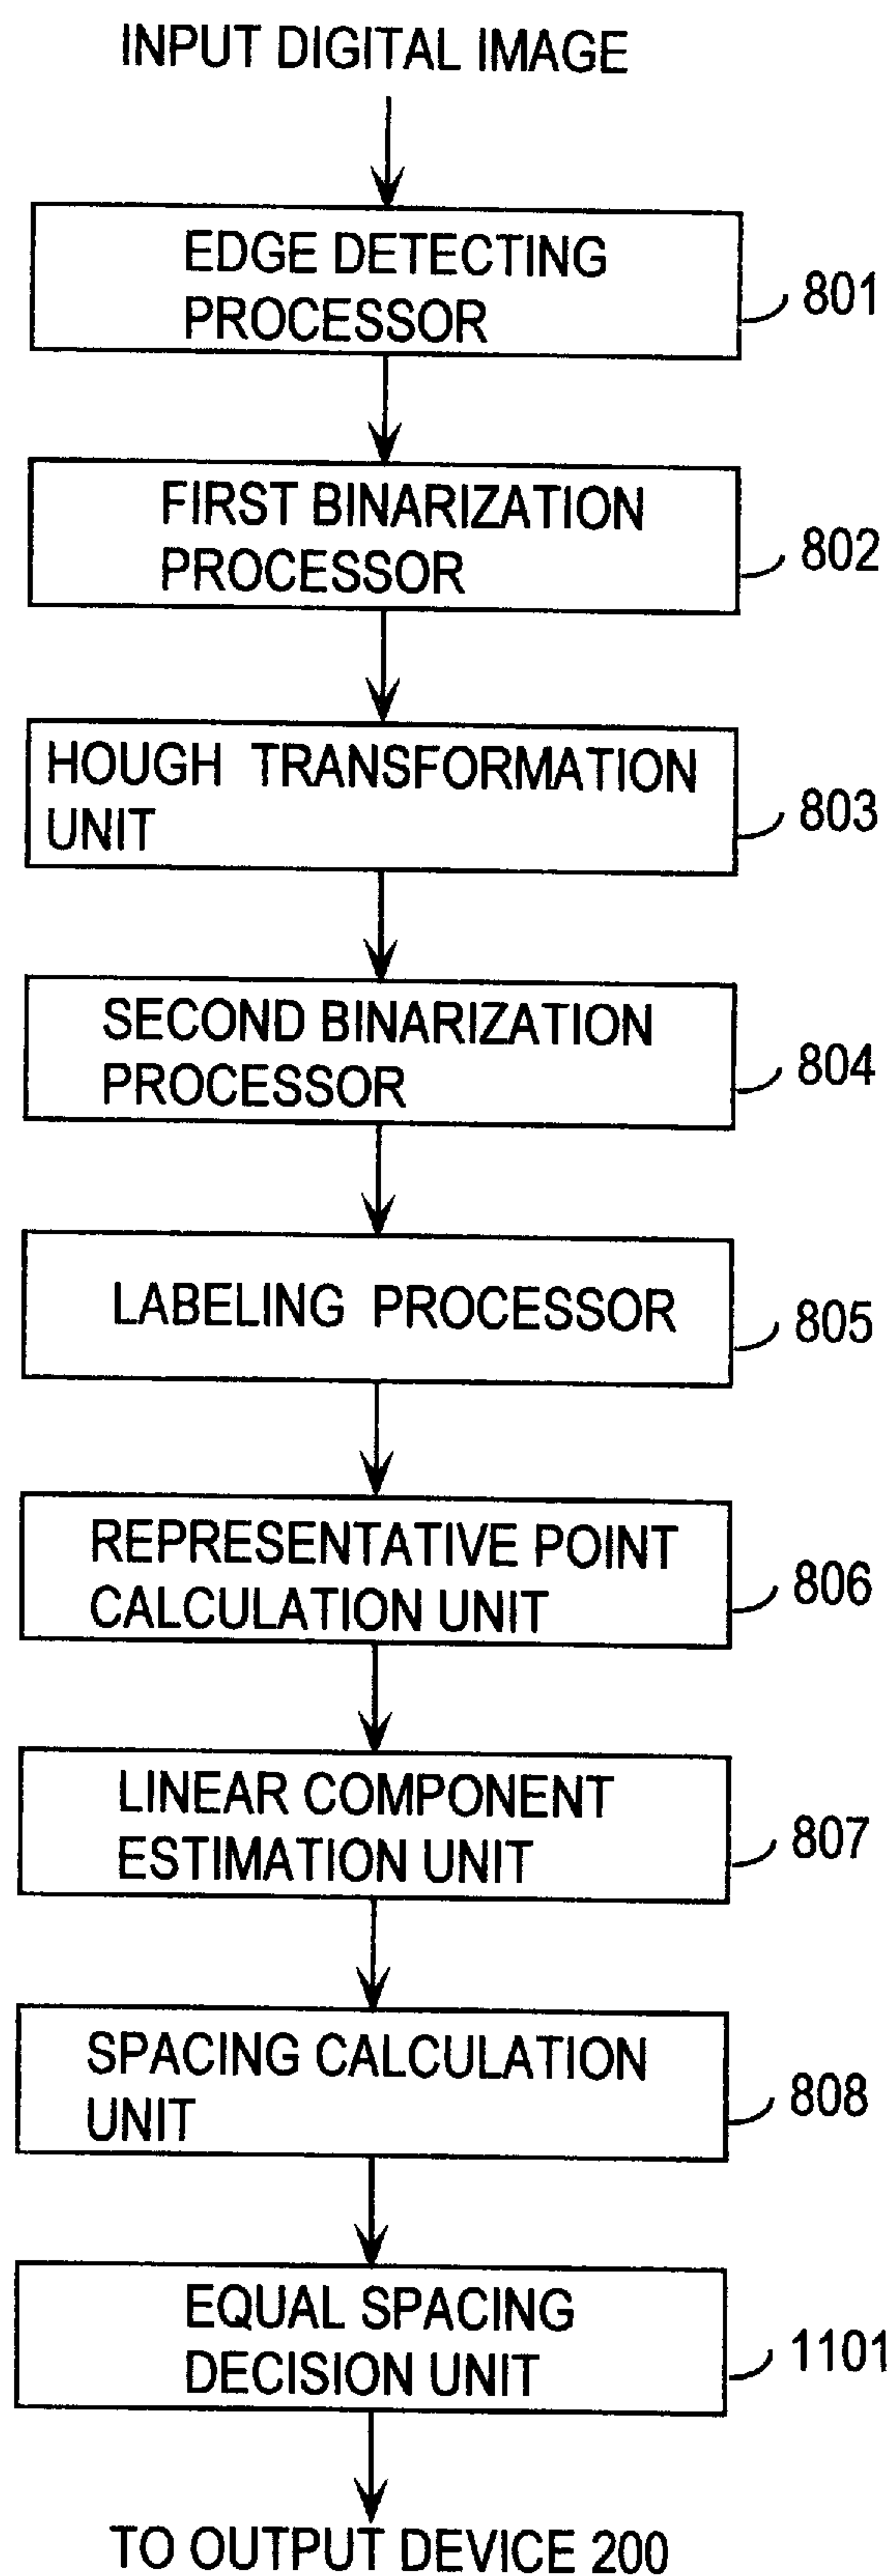 INPUT DIGITAL IMAGE
EDGE DETECTING
PROCESSOR
801
FIRST BINARIZATION
PROCESSOR
802
HOUGH TRANSFORMATION
UNIT
803
SECOND BINARIZATION
PROCESSOR
804
LABELING PROCESSOR
805
REPRESENTATIVE POINT
CALCULATION UNIT
806
LINEAR COMPONENT
ESTIMATION UNIT
807
SPACING CALCULATION
UNIT
808
EQUAL SPACING
DECISION UNIT
1101
TO OUTPUT DEVICE 200